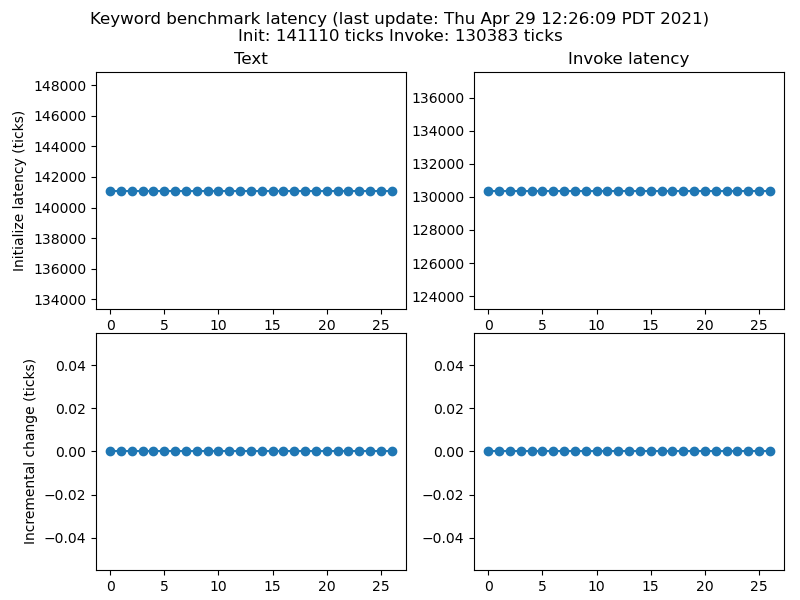 Keyword benchmark latency (last update: Thu Apr 29 12:26:09 PDT 2021)
Init: 141110 ticks Invoke: 130383 ticks
Text
Initialize latency (ticks)
148000
146000
144000
142000
140000
138000
136000
134000
0 5 10 15 20 25
Invoke latency
136000
134000
132000
130000
128000
126000
124000
0 5 10 15 20 25
Incremental change (ticks)
0.04
0.02
0.00
−0.02
−0.04
0 5 10 15 20 25
0.04
0.02
0.00
−0.02
−0.04
0 5 10 15 20 25